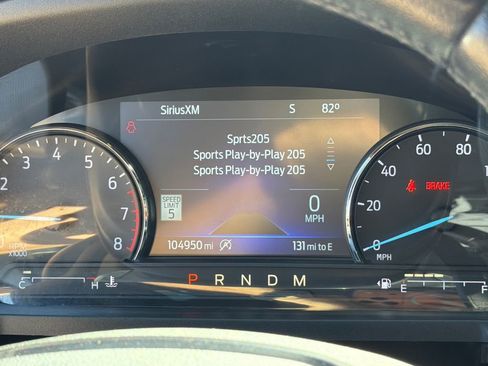 SiriusXM S 82°
Sprts205
Sports Play-by-Play 205
Sports Play-by-Play 205
SPEED
LIMIT
5
0
MPH
104950 mi 131 mi to E
2 3 4 5 6 7 8
X1000
0 20 40 60 80
BRAKE
MPH
C H
P R N D M
E F